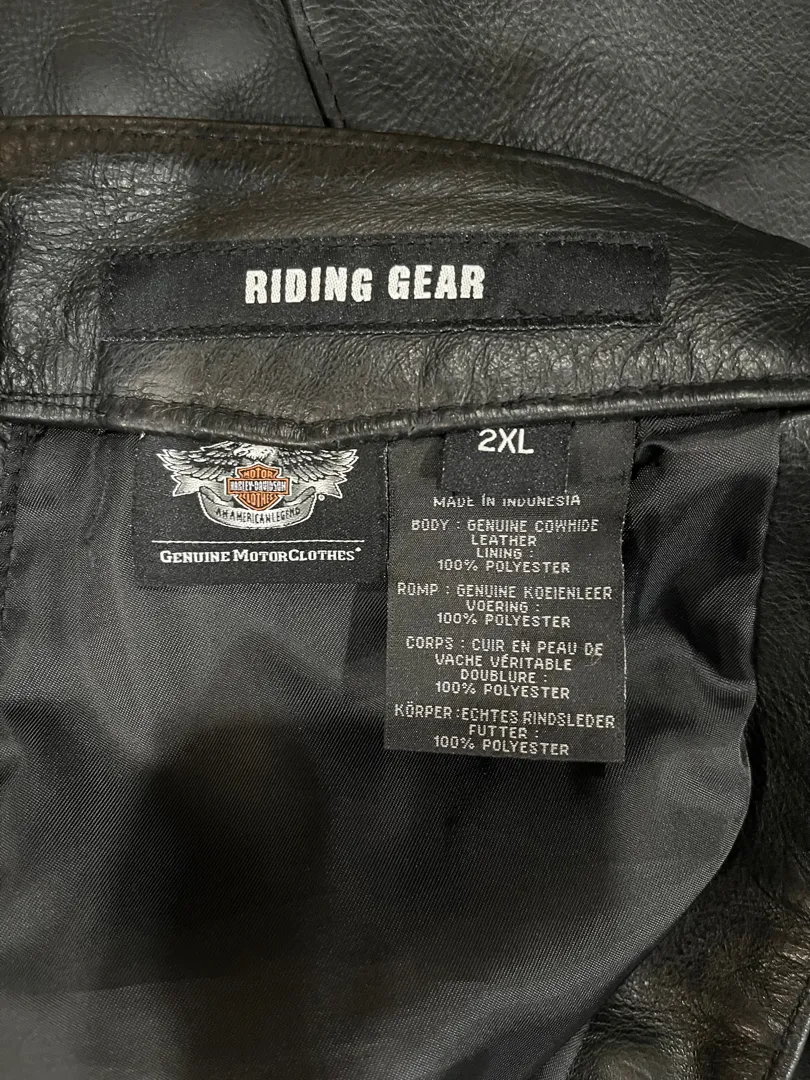 RIDING GEAR
MOTOR
HARLEY-DAVIDSON
CLOTHES
AN AMERICAN LEGEND
®
GENUINE MOTORCLOTHES®
2XL
MADE IN INDONESIA
BODY : GENUINE COWHIDE
LEATHER
LINING :
100% POLYESTER
ROMP : GENUINE KOEIENLEER
VOERING :
100% POLYESTER
CORPS : CUIR EN PEAU DE
VACHE VÉRITABLE
DOUBLURE :
100% POLYESTER
KÖRPER :ECHTES RINDSLEDER
FUTTER :
100% POLYESTER